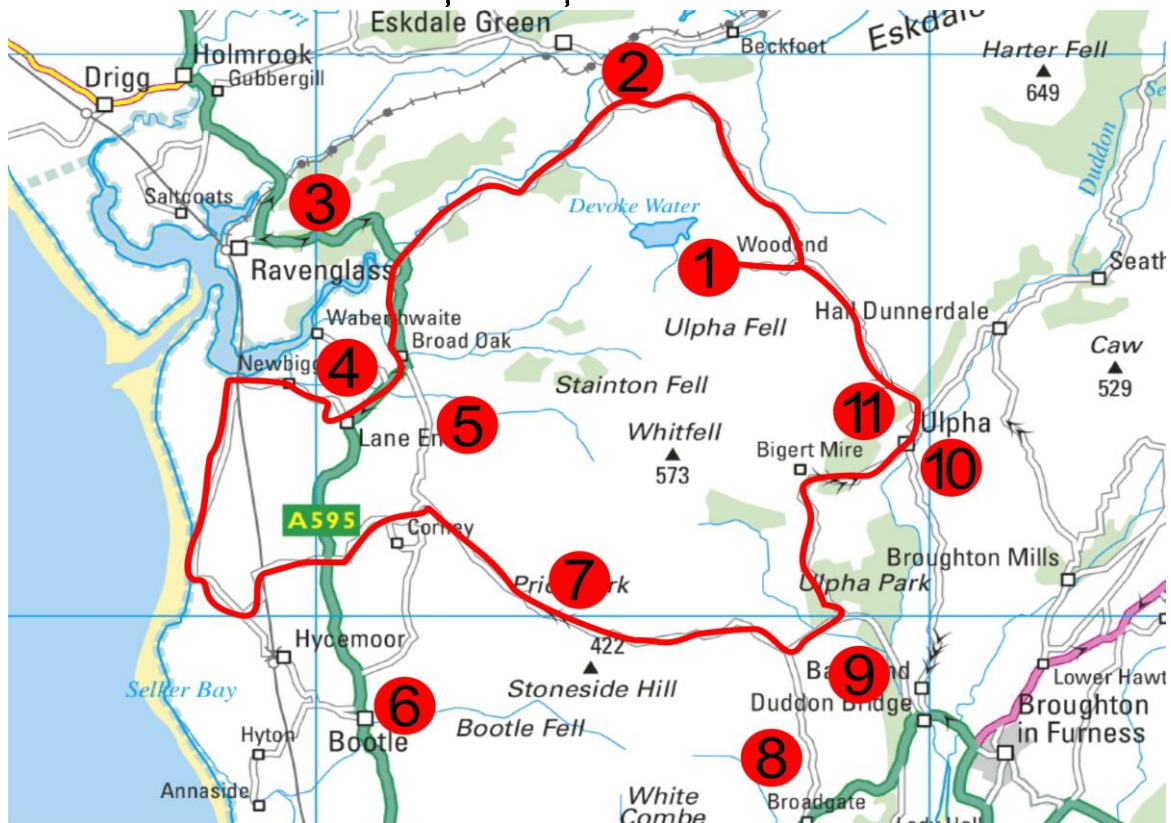 Eskdale Green
Eskdale
Beckfoot
Harter Fell
649
Holmrook
Gubbergill
Drigg
2
Saltcoats
3
Devoke Water
Duddon
Ravenglass
1
Woodend
Seath
Waberthwaite
Broad Oak
Ulpha Fell
Hall Dunnerdale
4
Caw
529
Stainton Fell
5
11
Ulpha
Lane En
Whitfell
573
Bigert Mire
10
A595
Corney
Broughton Mills
7
Ulpha Park
Hycemoor
422
Stoneside Hill
9
Lower Hawt
Selker Bay
6
Duddon Bridge
Broughton
in Furness
Bootle
Bootle Fell
Hyton
8
Annaside
White
Combe
Broadgate